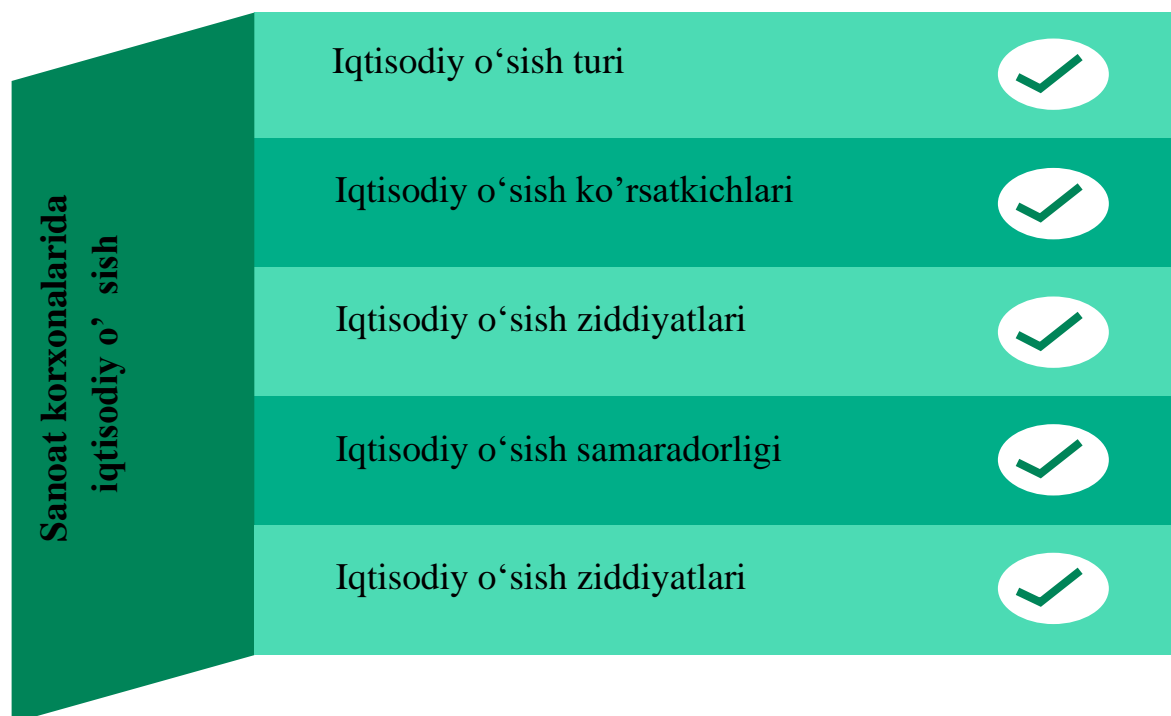 Sanoat korxonalarida
iqtisodiy o’ sish
Iqtisodiy o‘sish turi
Iqtisodiy o‘sish ko’rsatkichlari
Iqtisodiy o‘sish ziddiyatlari
Iqtisodiy o‘sish samaradorligi
Iqtisodiy o‘sish ziddiyatlari